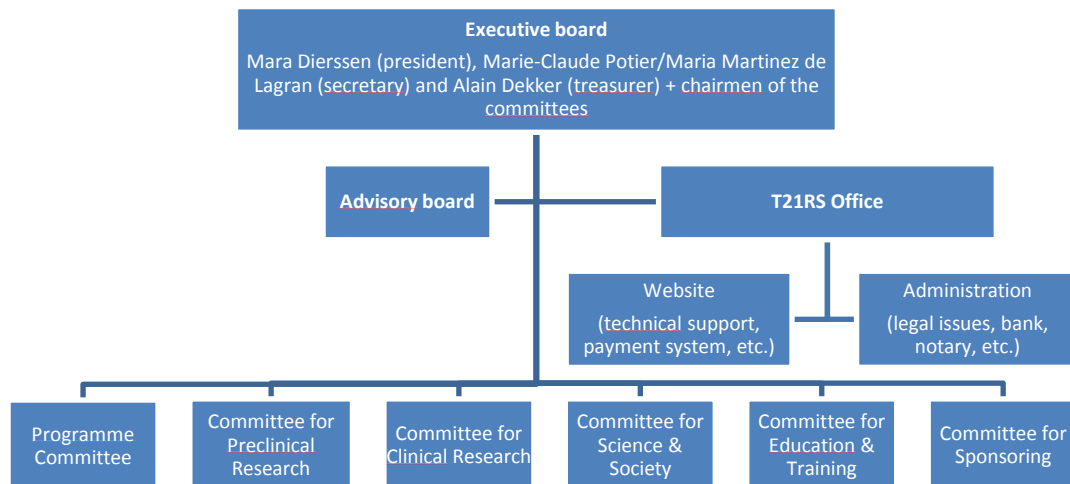 Executive board
Mara Dierssen (president), Marie-Claude Potier/Maria Martinez de
Lagran (secretary) and Alain Dekker (treasurer) + chairmen of the
committees
Advisory board
T21RS Office
Website
(technical support,
payment system, etc.)
Administration
(legal issues, bank,
notary, etc.)
Programme
Committee
Committee for
Preclinical
Research
Committee for
Clinical Research
Committee for
Science &
Society
Committee for
Education &
Training
Committee for
Sponsoring